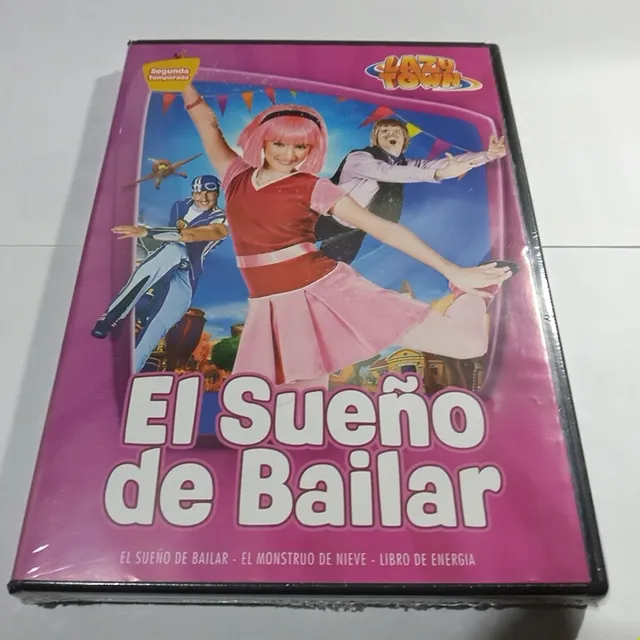 Segunda
Temporada
LAZY
TOWN
El Sueño
de Bailar
EL SUEÑO DE BAILAR - EL MONSTRUO DE NIEVE - LIBRO DE ENERGIA